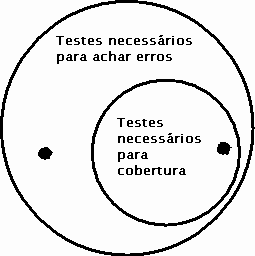 Testes necessários
para achar erros
Testes
necessários
para
cobertura